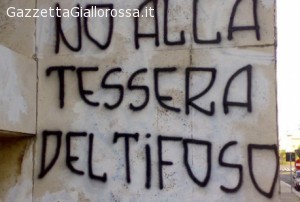 GazzettaGiallorossa.it
NO ALLA
TESSERA
DEL TiFOSO